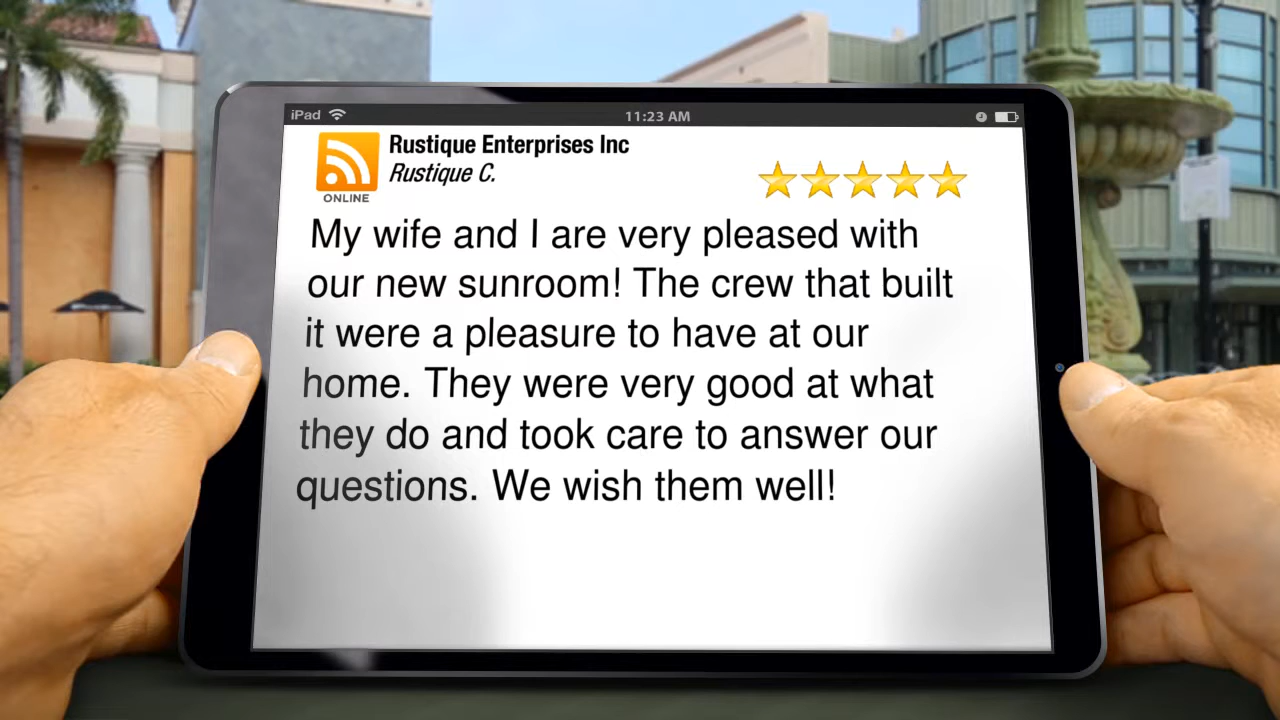 iPad 11:23 AM
Rustique Enterprises Inc
Rustique C.
ONLINE
My wife and I are very pleased with
our new sunroom! The crew that built
it were a pleasure to have at our
home. They were very good at what
they do and took care to answer our
questions. We wish them well!